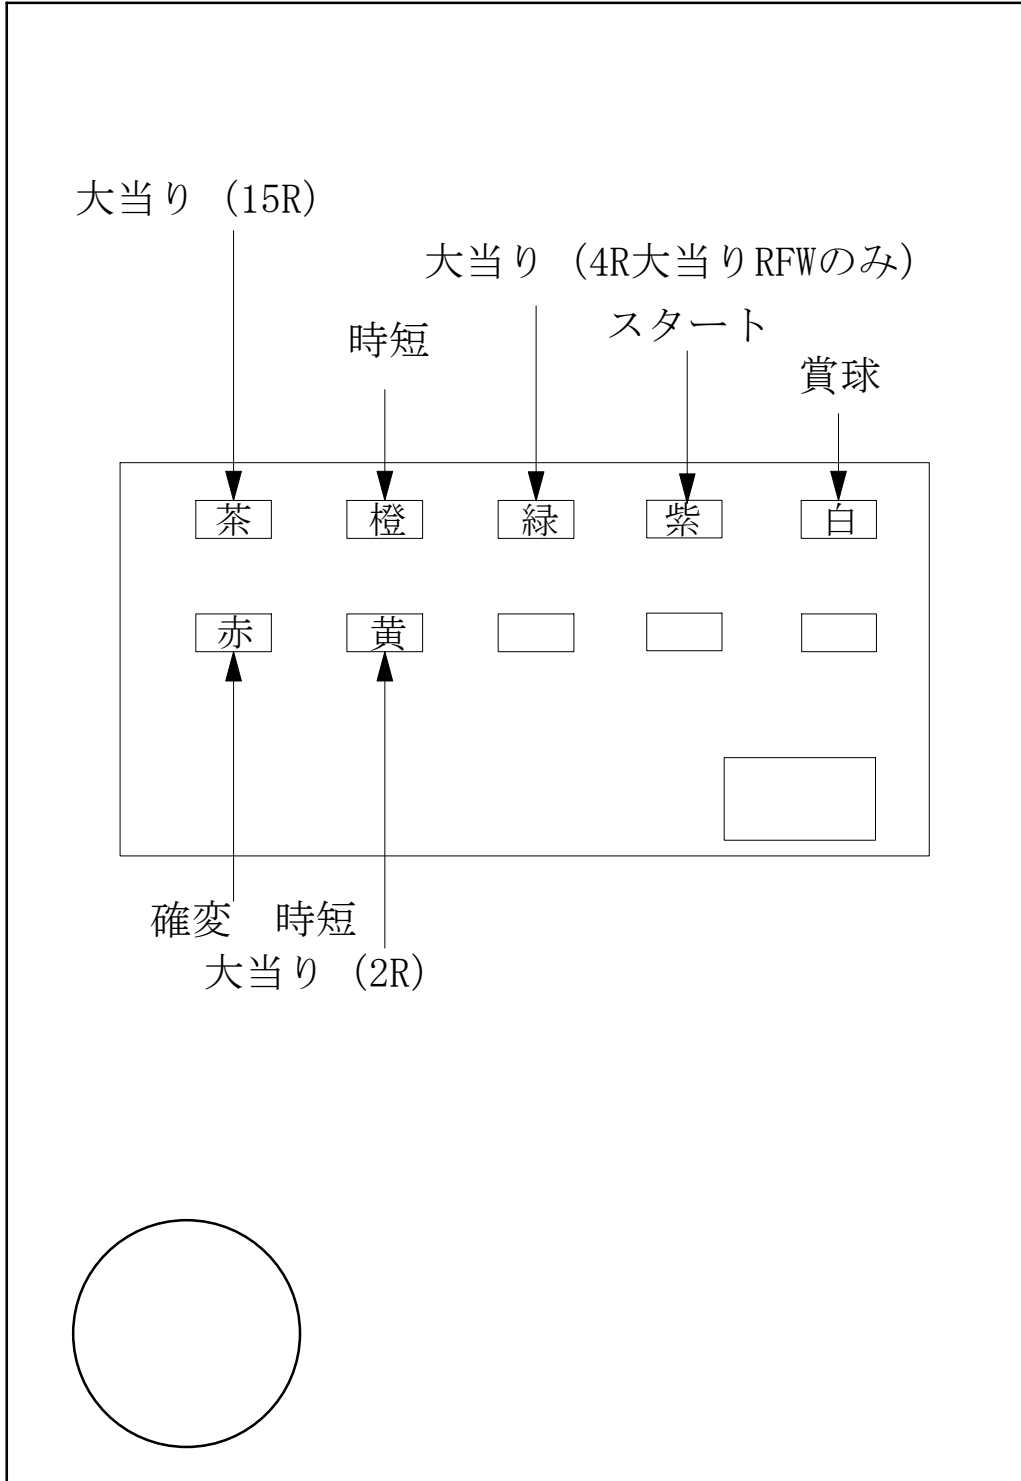 大当り (15R)
大当り (4R大当りRFWのみ)
スタート
時短
賞球
茶 橙 緑 紫 白
赤 黄
確変 時短
大当り (2R)